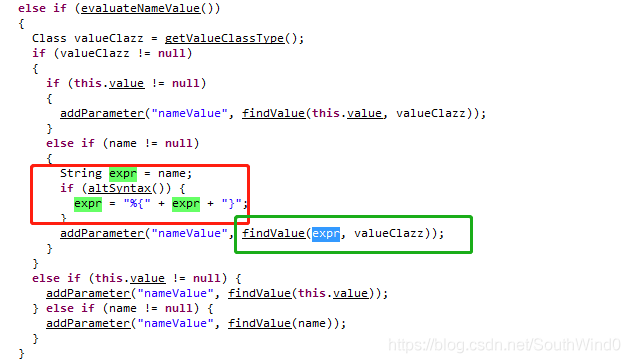 else if (evaluateNameValue())
{
Class valueClazz = getValueClassType();
if (valueClazz != null)
{
if (this.value != null)
{
addParameter("nameValue", findValue(this.value, valueClazz));
}
else if (name != null)
{
String expr = name;
if (altSyntax()) {
expr = "%{" + expr + "}";
}
addParameter("nameValue", findValue(expr, valueClazz));
}
}
else if (this.value != null) {
addParameter("nameValue", findValue(this.value));
} else if (name != null) {
addParameter("nameValue", findValue(name));
}
}
https://blog.csdn.net/SouthWind0